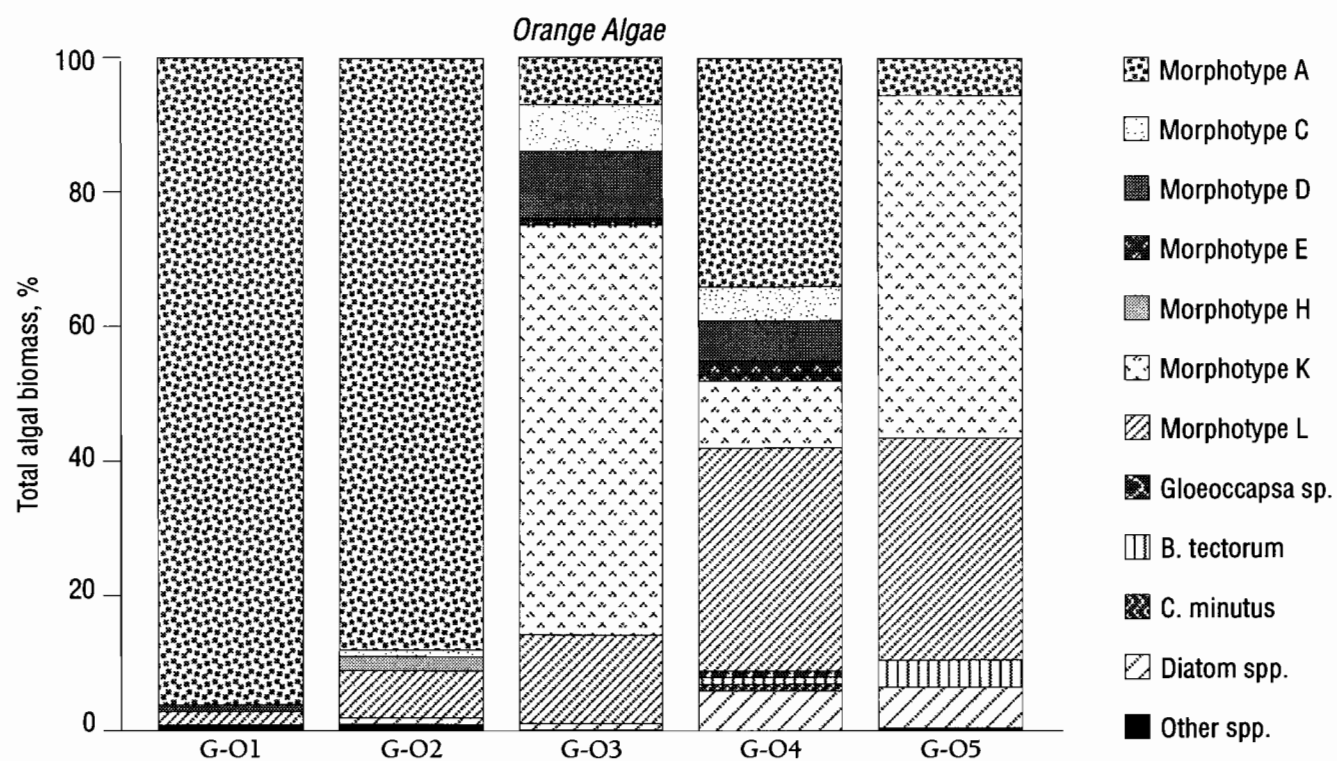 Orange Algae
100
80
60
40
20
0
Total algal biomass, %
G-O1
G-O2
G-O3
G-O4
G-O5
Morphotype A
Morphotype C
Morphotype D
Morphotype E
Morphotype H
Morphotype K
Morphotype L
Gloeoccapsa sp.
B. tectorum
C. minutus
Diatom spp.
Other spp.